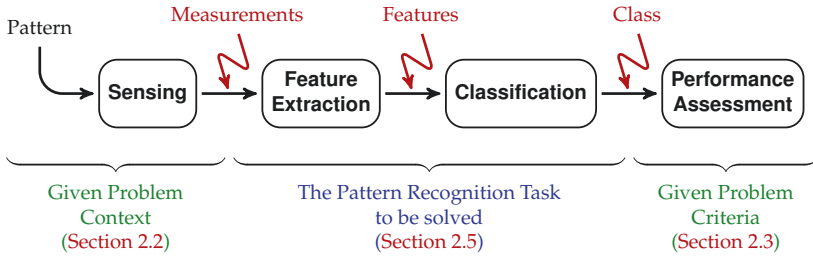 Measurements
Features
Class
Pattern
Sensing
Feature
Extraction
Classification
Performance
Assessment
Given Problem
Context
(Section 2.2)
The Pattern Recognition Task
to be solved
(Section 2.5)
Given Problem
Criteria
(Section 2.3)